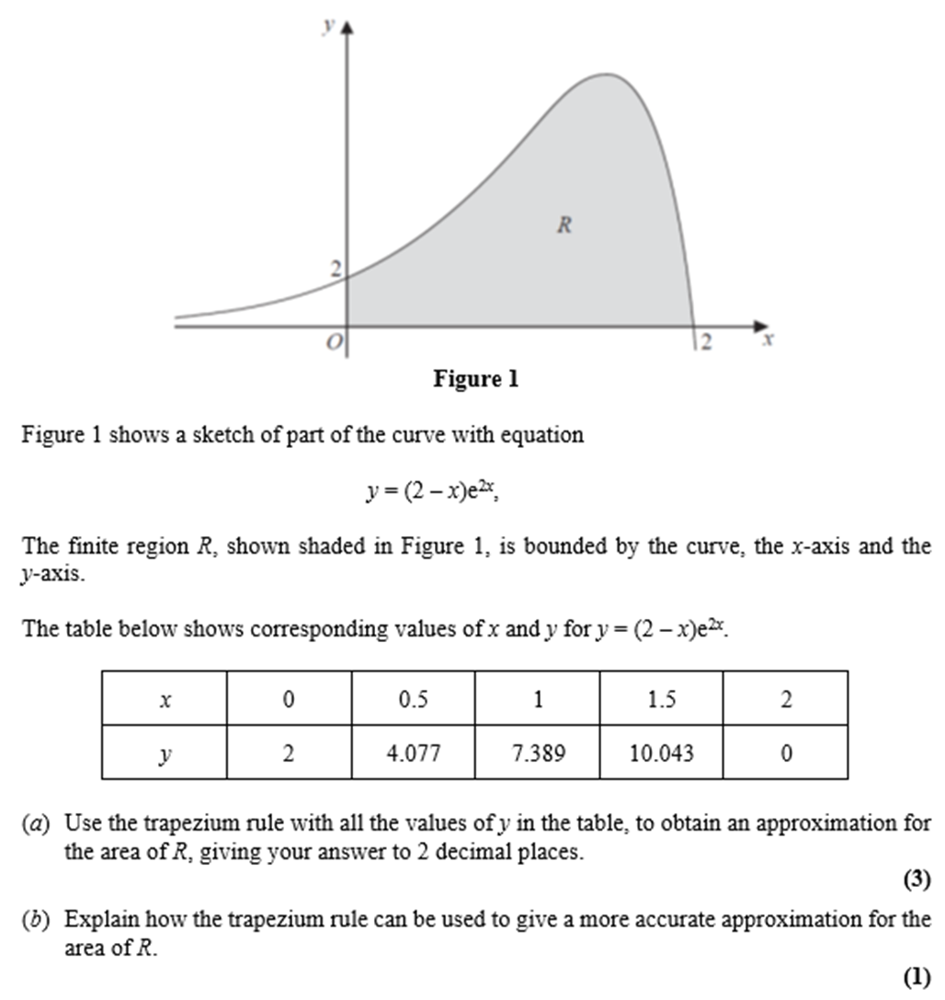 y
R
2
O
2
x
Figure 1
Figure 1 shows a sketch of part of the curve with equation
y = (2 – x)e²ˣ,
The finite region R, shown shaded in Figure 1, is bounded by the curve, the x-axis and the
y-axis.
The table below shows corresponding values of x and y for y = (2 – x)e²ˣ.
x 0 0.5 1 1.5 2
y 2 4.077 7.389 10.043 0
(a) Use the trapezium rule with all the values of y in the table, to obtain an approximation for
the area of R, giving your answer to 2 decimal places.
(3)
(b) Explain how the trapezium rule can be used to give a more accurate approximation for the
area of R.
(1)